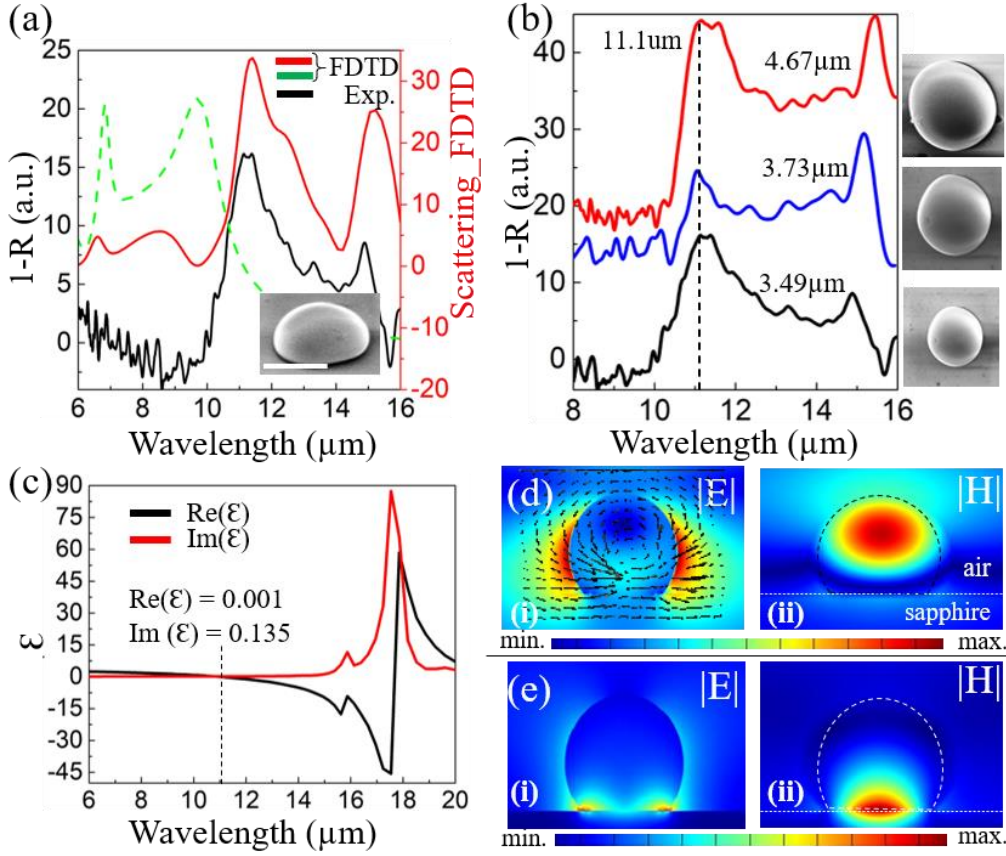 (a)
25
20
15
10
5
0
1-R (a.u.)
30
20
10
0
-10
-20
Scattering_FDTD
FDTD
Exp.
6 8 10 12 14 16
Wavelength (µm)
(b)
40
30
20
10
0
1-R (a.u.)
11.1um
4.67µm
3.73µm
3.49µm
8 10 12 14 16
Wavelength (µm)
(c)
90
75
60
45
30
15
0
-15
-30
-45
Ɛ
Re(Ɛ)
Im(Ɛ)
Re(Ɛ) = 0.001
Im (Ɛ) = 0.135
6 8 10 12 14 16 18 20
Wavelength (µm)
(d)
|E|
(i)
|H|
air
(ii)
sapphire
min.
max.
(e)
|E|
(i)
|H|
(ii)
min.
max.